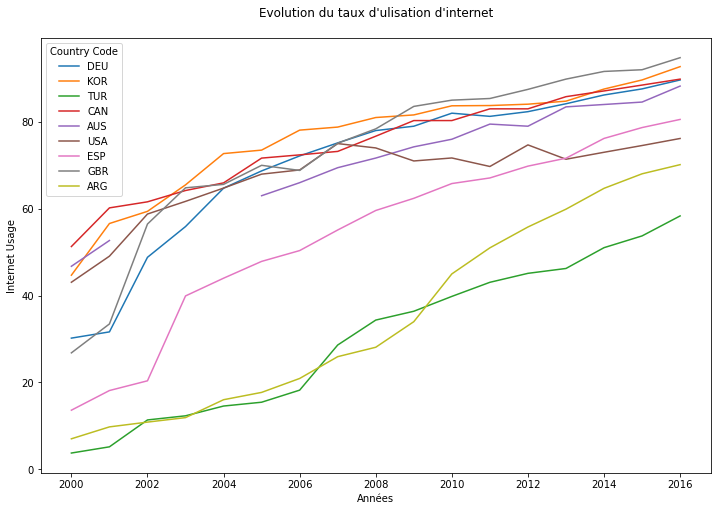 Evolution du taux d'ulisation d'internet
Country Code
DEU
KOR
TUR
CAN
AUS
USA
ESP
GBR
ARG
Internet Usage
80
60
40
20
0
2000 2002 2004 2006 2008 2010 2012 2014 2016
Années